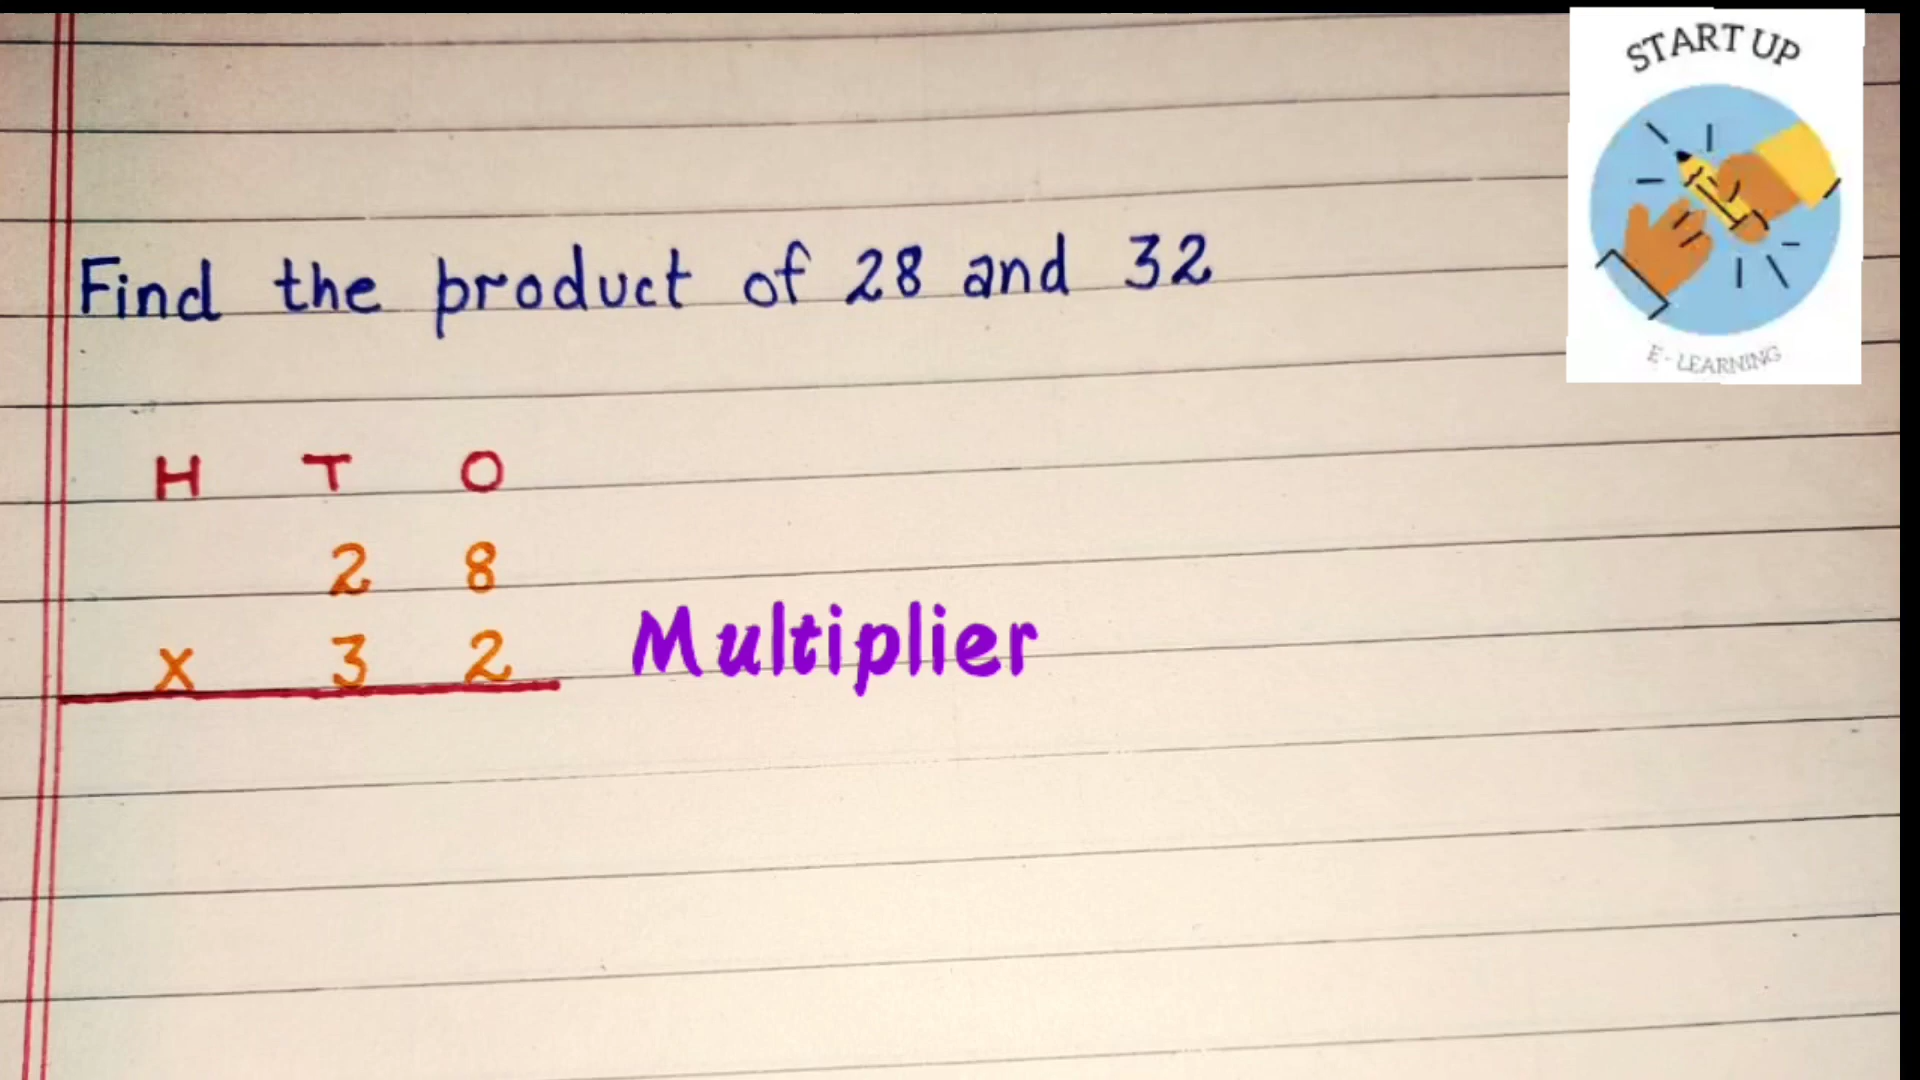 START UP
E - LEARNING
Find the product of 28 and 32
H T O
2 8
x 3 2 Multiplier